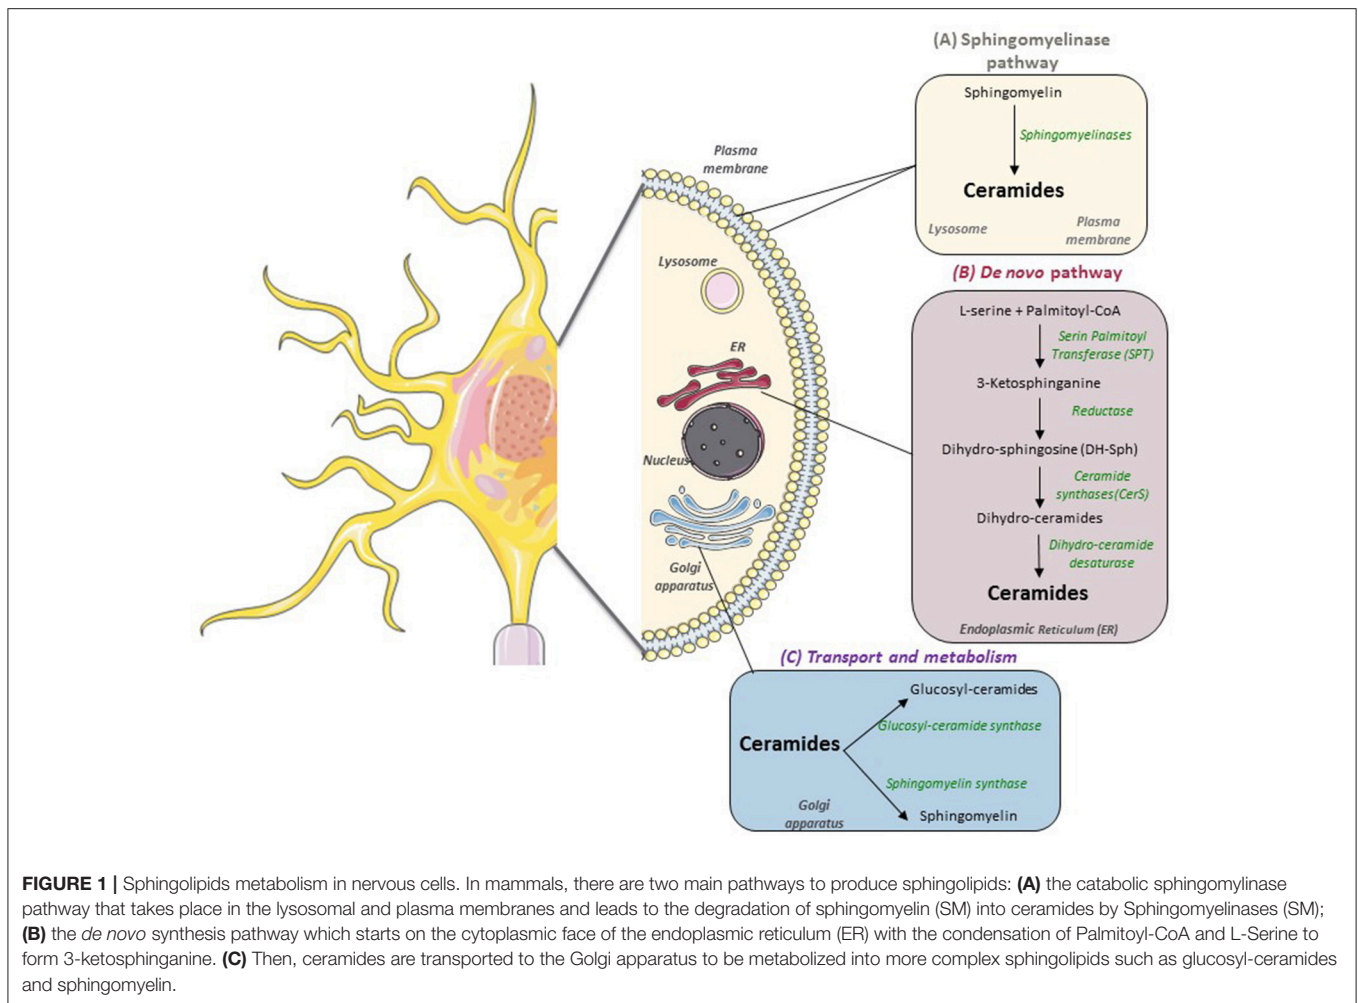 (A) Sphingomyelinase
pathway
Sphingomyelin
Sphingomyelinases
Ceramides
Lysosome
Plasma
membrane
Plasma
membrane
Lysosome
ER
Nucleus
Golgi
apparatus
(B) De novo pathway
L-serine + Palmitoyl-CoA
Serin Palmitoyl
Transferase (SPT)
3-Ketosphinganine
Reductase
Dihydro-sphingosine (DH-Sph)
Ceramide
synthases(CerS)
Dihydro-ceramides
Dihydro-ceramide
desaturase
Ceramides
Endoplasmic Reticulum (ER)
(C) Transport and metabolism
Glucosyl-ceramides
Glucosyl-ceramide synthase
Ceramides
Sphingomyelin synthase
Golgi
apparatus
Sphingomyelin
FIGURE 1 | Sphingolipids metabolism in nervous cells. In mammals, there are two main pathways to produce sphingolipids: (A) the catabolic sphingomylinase
pathway that takes place in the lysosomal and plasma membranes and leads to the degradation of sphingomyelin (SM) into ceramides by Sphingomyelinases (SM);
(B) the de novo synthesis pathway which starts on the cytoplasmic face of the endoplasmic reticulum (ER) with the condensation of Palmitoyl-CoA and L-Serine to
form 3-ketosphinganine. (C) Then, ceramides are transported to the Golgi apparatus to be metabolized into more complex sphingolipids such as glucosyl-ceramides
and sphingomyelin.